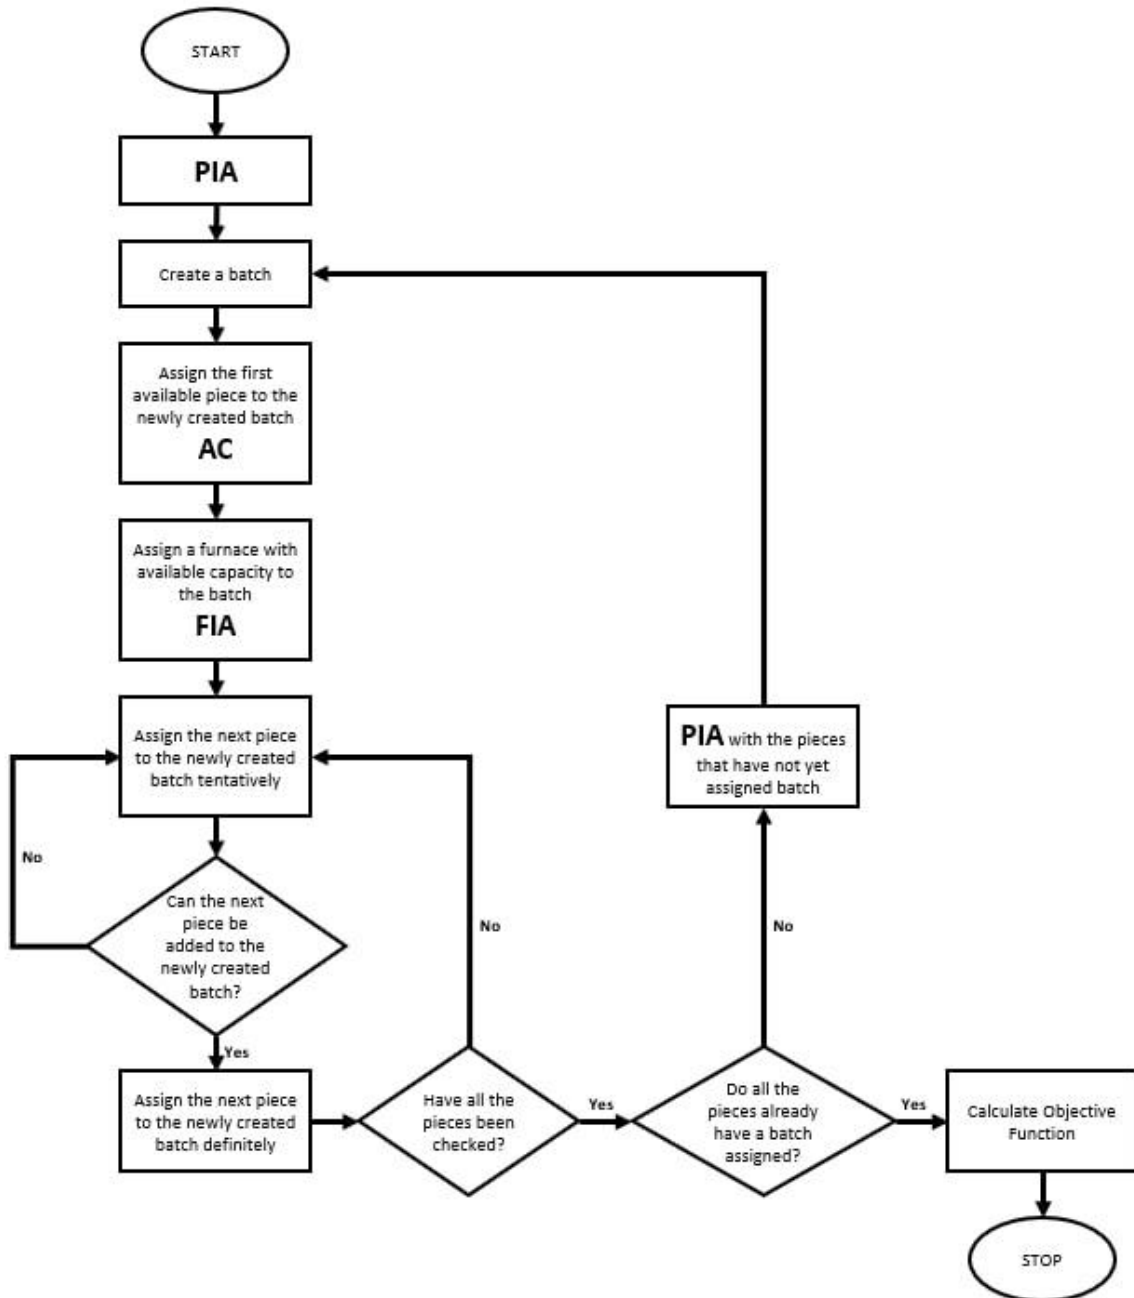 START
PIA
Create a batch
Assign the first
available piece to the
newly created batch
AC
Assign a furnace with
available capacity to
the batch
FIA
Assign the next piece
to the newly created
batch tentatively
PIA with the pieces
that have not yet
assigned batch
No
Can the next
piece be
added to the
newly created
batch?
No
No
Yes
Assign the next piece
to the newly created
batch definitely
Have all the
pieces been
checked?
Yes
Do all the
pieces already
have a batch
assigned?
Yes
Calculate Objective
Function
STOP